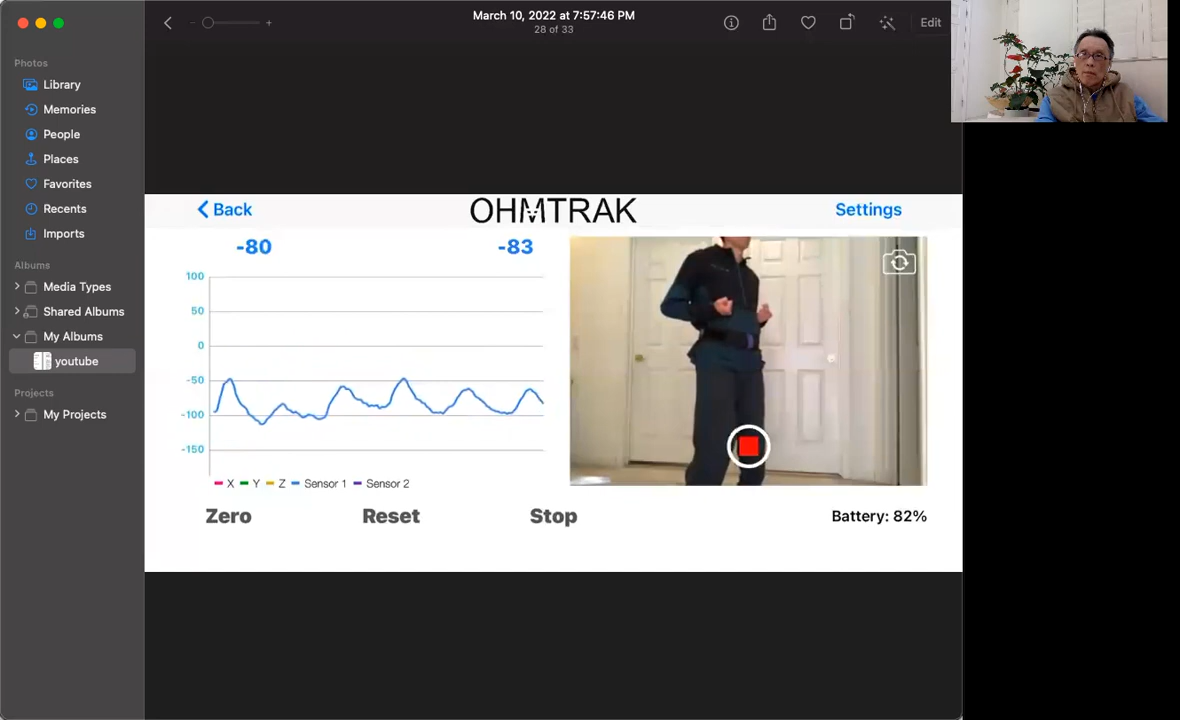 March 10, 2022 at 7:57:46 PM
28 of 33
Edit
Photos
Library
Memories
People
Places
Favorites
Recents
Imports
Albums
Media Types
Shared Albums
My Albums
youtube
Projects
My Projects
Back
OHMTRAK
Settings
-80
-83
100
50
0
-50
-100
-150
X Y Z Sensor 1 Sensor 2
Zero Reset Stop
Battery: 82%